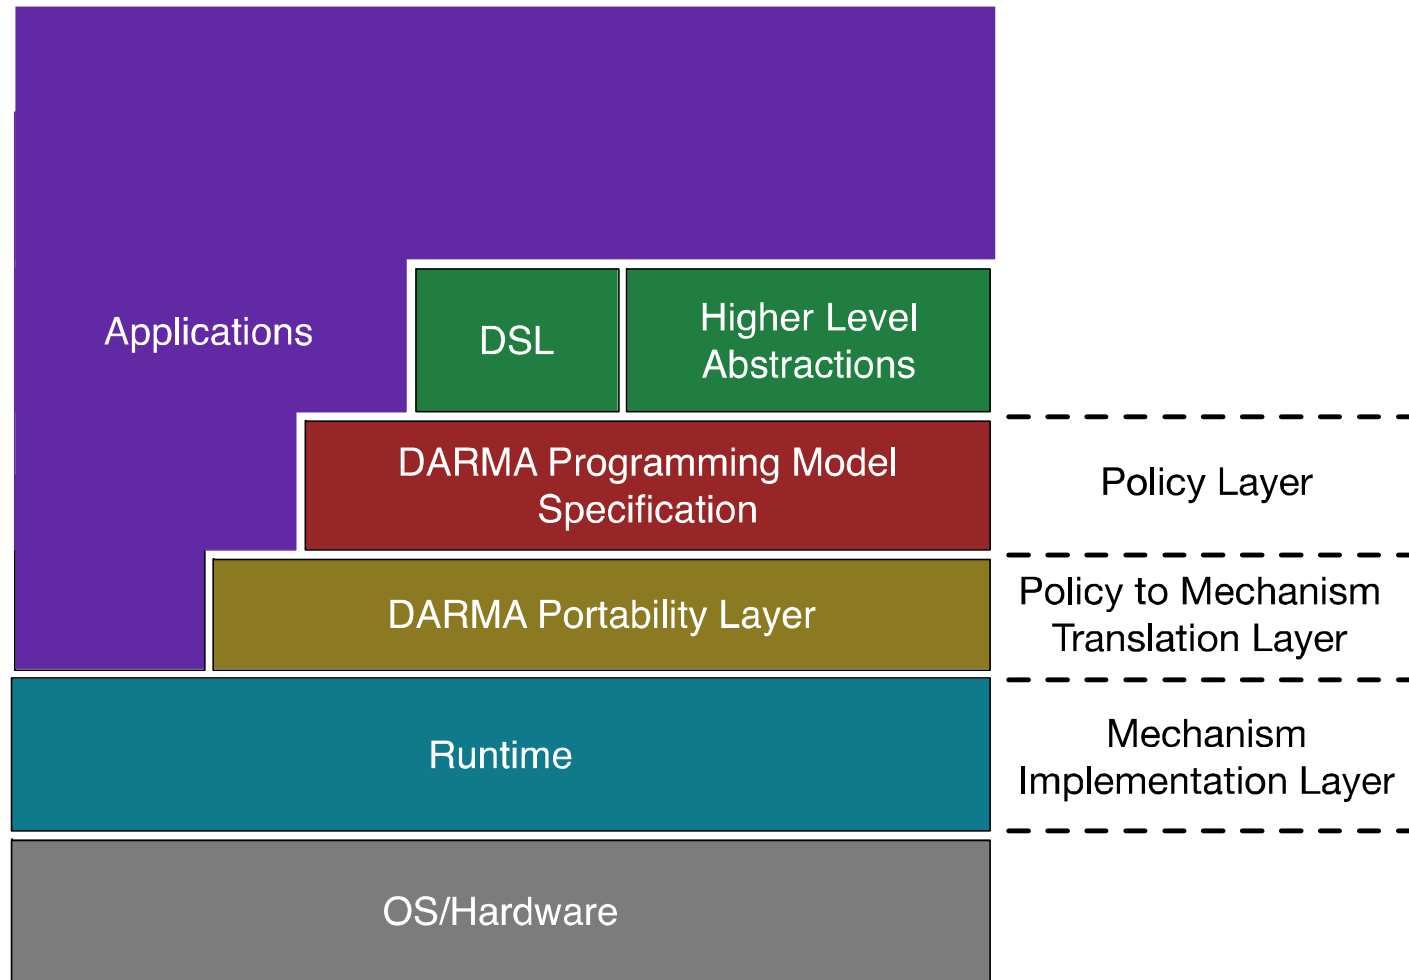 Applications
DSL
Higher Level
Abstractions
DARMA Programming Model
Specification
Policy Layer
DARMA Portability Layer
Policy to Mechanism
Translation Layer
Runtime
Mechanism
Implementation Layer
OS/Hardware